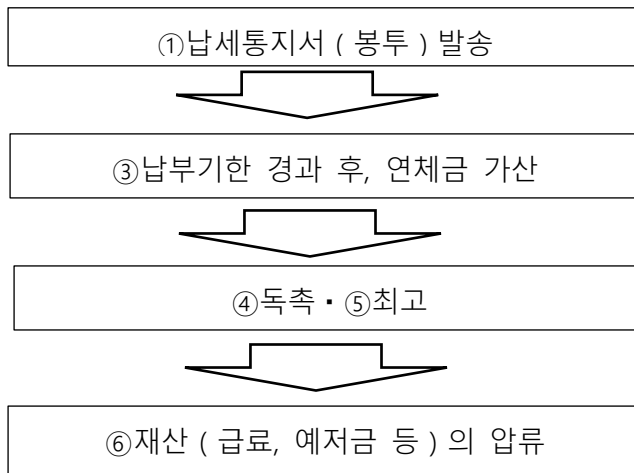 ①납세통지서 ( 봉투 ) 발송
③납부기한 경과 후, 연체금 가산
④독촉・⑤최고
⑥재산 ( 급료, 예저금 등 ) 의 압류